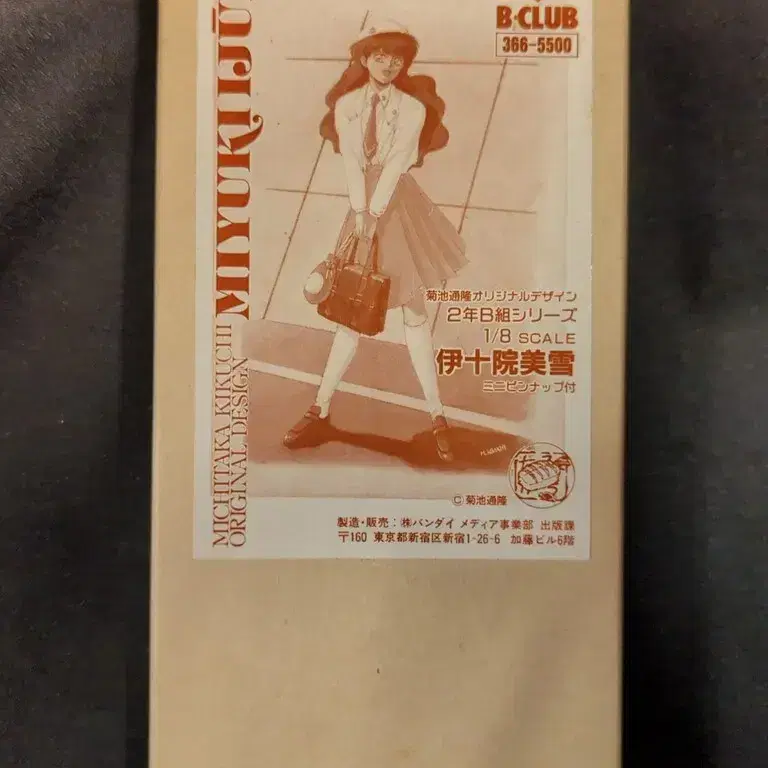 B·CLUB
366-5500
MIYUKI IJU
MICHITAKA KIKUCHI
ORIGINAL DESIGN
菊池通隆オリジナルデザイン
2年B組シリーズ
1/8 SCALE
伊十院美雪
ミニピンナップ付
©菊池通隆
製造・販売:㈱バンダイ メディア事業部 出版課
〒160 東京都新宿区新宿1-26-6 加藤ビル6階